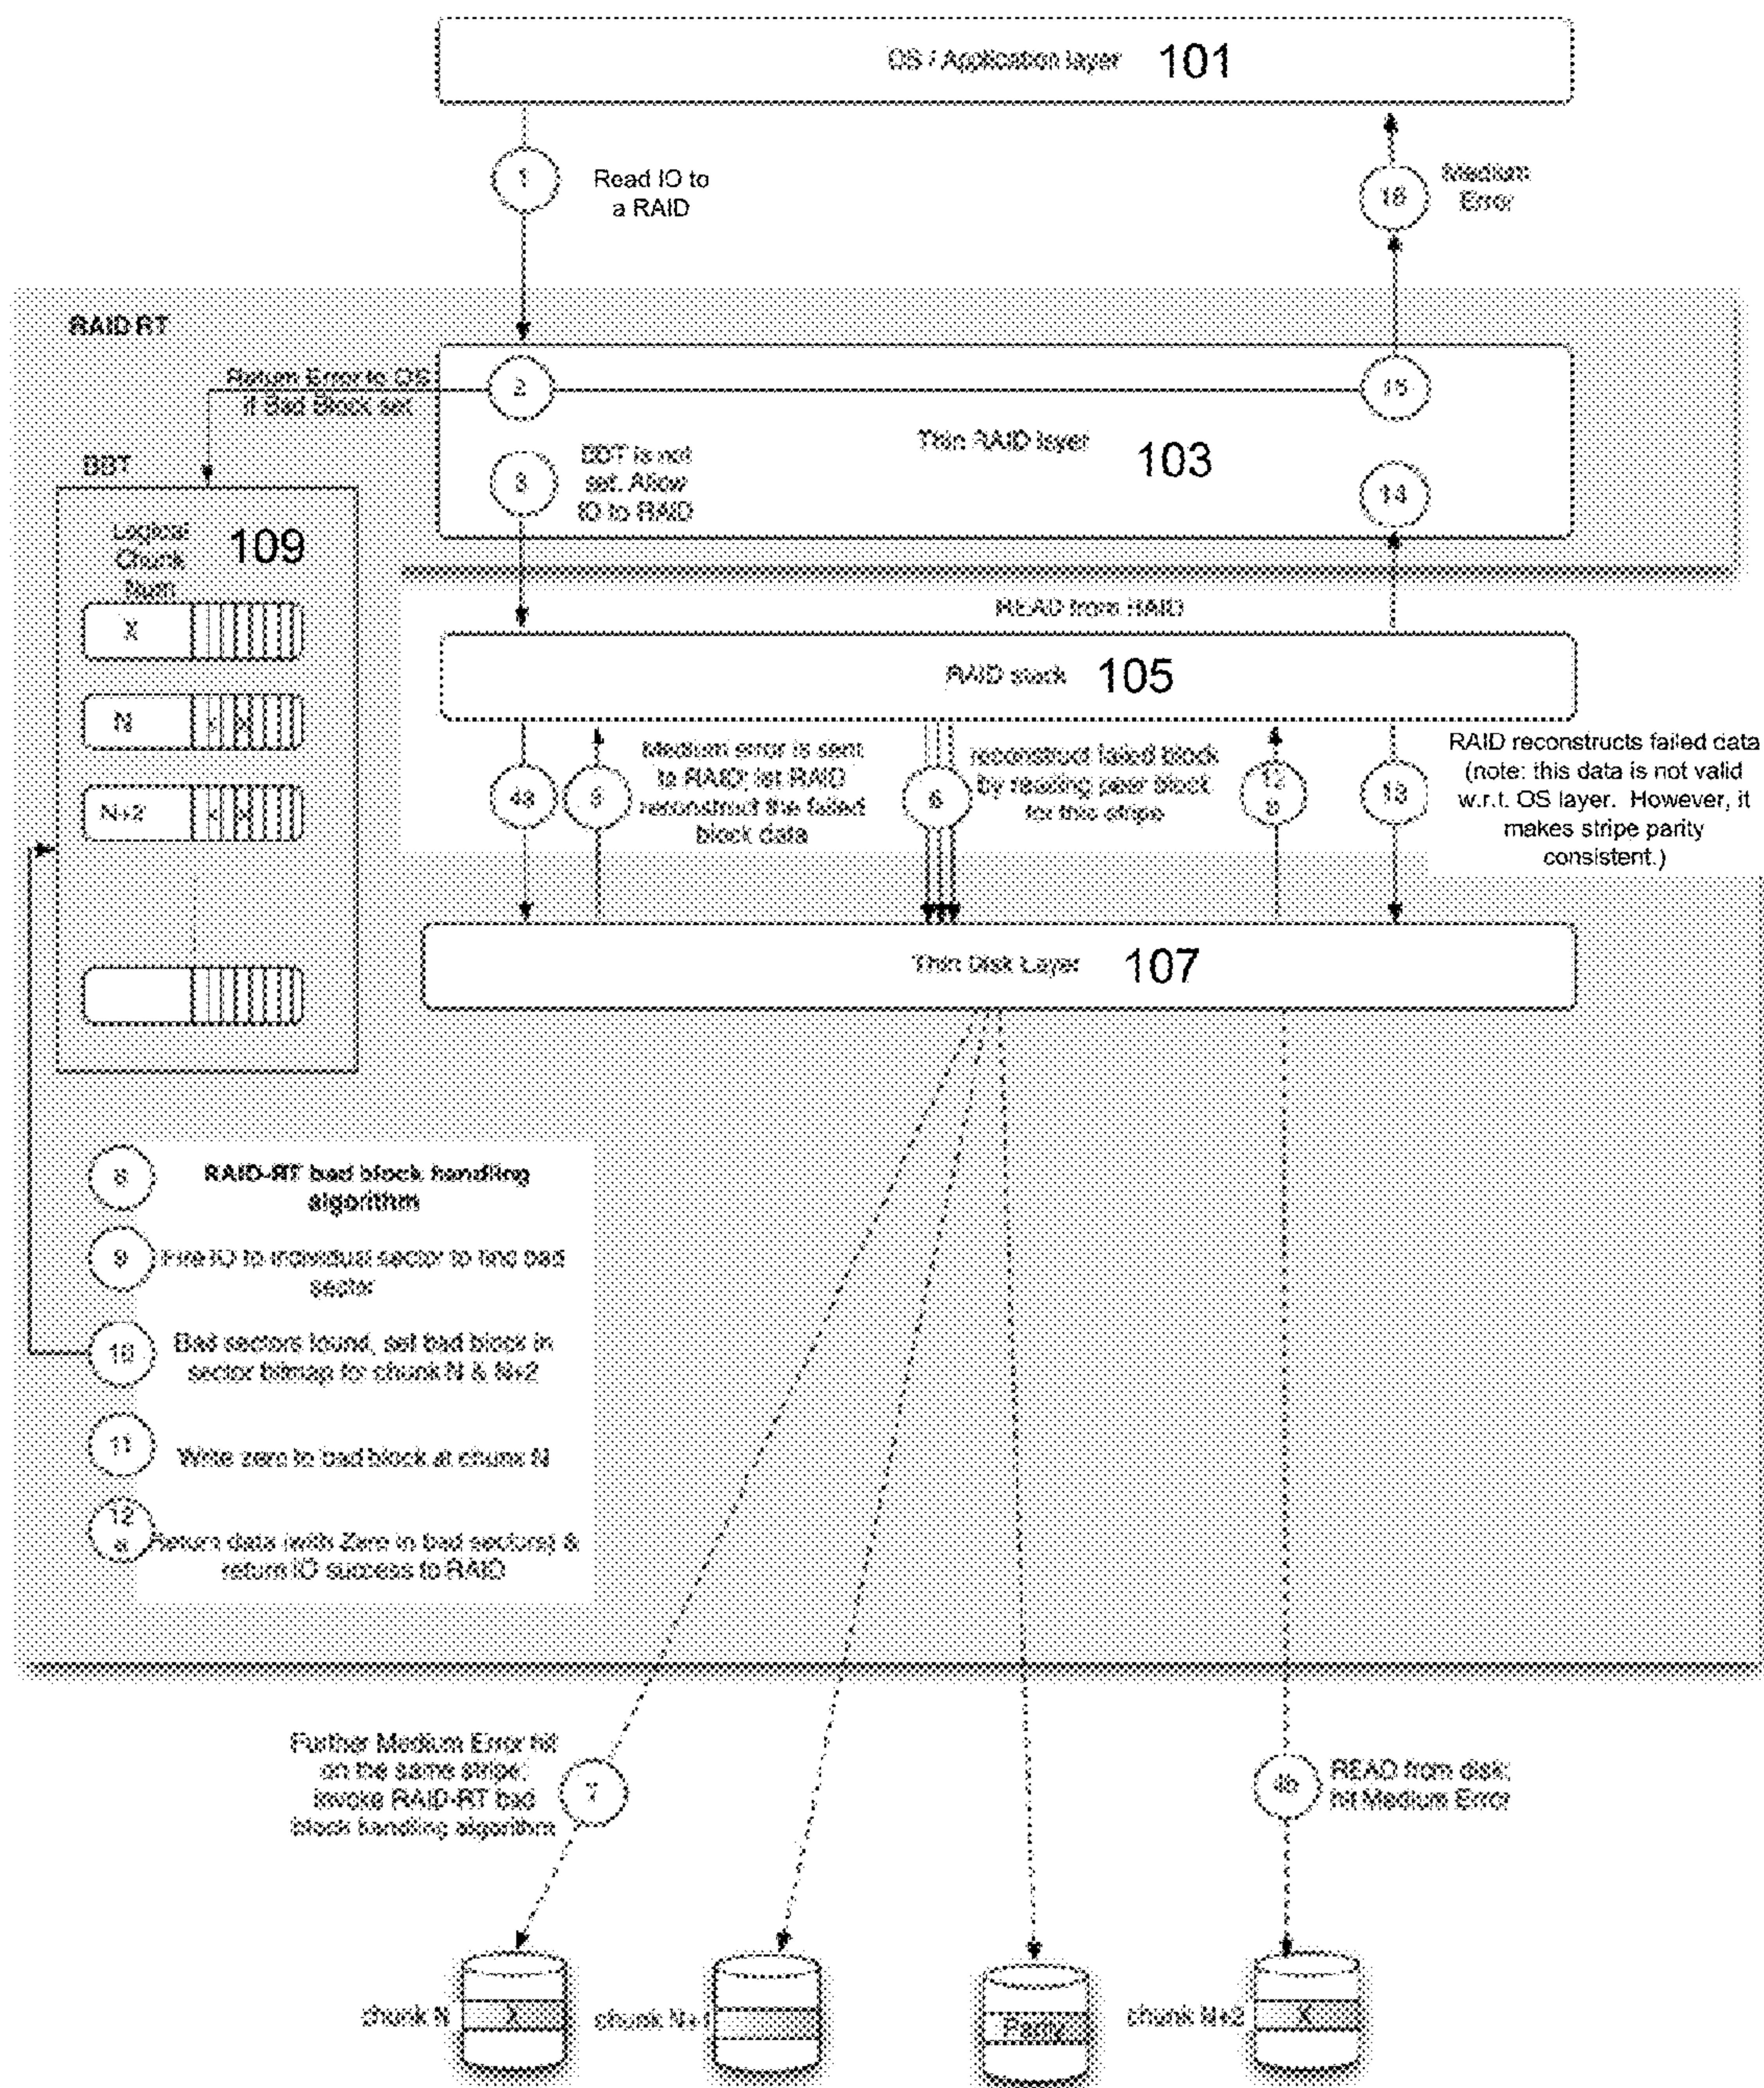 OS / Application layer 101
1
Read IO to
a RAID
16
Medium
Error
RAID RT
Return Error to OS
if Bad Block set
2
15
Thin RAID layer 103
3
BBT is not
set. Allow
IO to RAID
14
BBT
Logical
Chunk
Num
109
X
N
N+2
READ from RAID
RAID stack 105
4a
5
Medium error is sent
to RAID; let RAID
reconstruct the failed
block data
6
reconstruct failed block
by reading peer block
for this stripe
12
13
RAID reconstructs failed data
(note: this data is not valid
w.r.t. OS layer. However, it
makes stripe parity
consistent.)
Thin Disk Layer 107
8
RAID-RT bad block handling
algorithm
9
Fire IO to individual sector to find bad
sector
10
Bad sectors found, set bad block in
sector bitmap for chunk N & N+2
11
Write zero to bad block at chunk N
12
a
Return data (with Zero in bad sectors) &
return IO success to RAID
Further Medium Error hit
on the same stripe;
invoke RAID-RT bad
block handling algorithm
7
4b
READ from disk;
hit Medium Error
chunk N
X
chunk N+1
Parity
chunk N+2
X